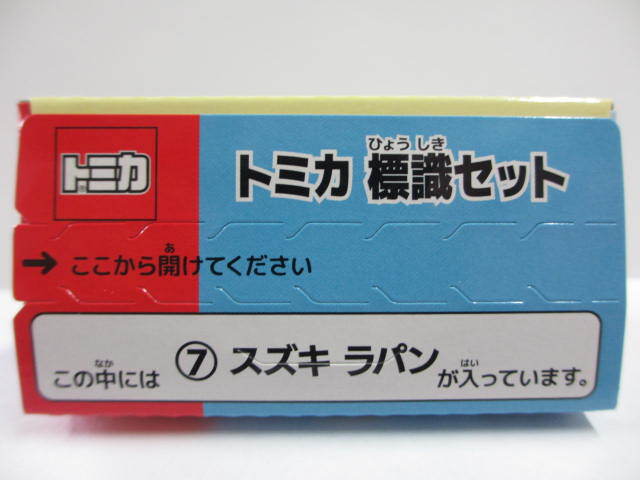 トミカ
ひょう しき
トミカ 標識セット
あ
→ ここから開けてください
なか はい
この中には ⑦ スズキ ラパン が入っています。